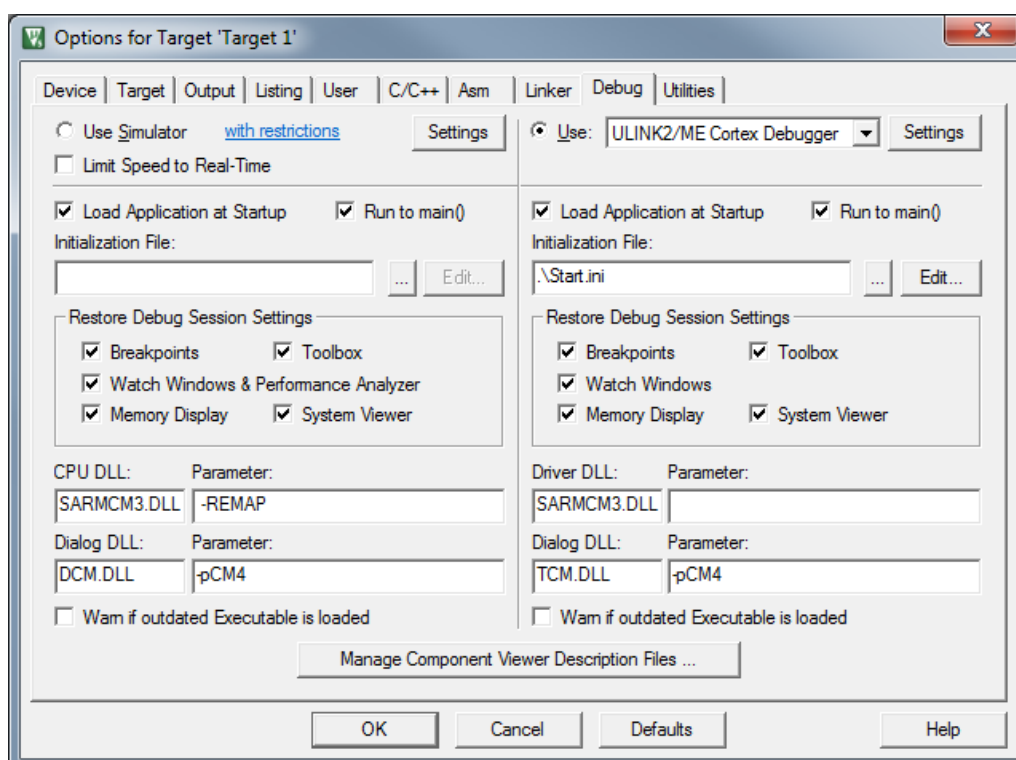 Options for Target 'Target 1'
Device Target Output Listing User C/C++ Asm Linker Debug Utilities
Use Simulator with restrictions Settings
Limit Speed to Real-Time
Load Application at Startup Run to main()
Initialization File:
... Edit...
Restore Debug Session Settings
Breakpoints Toolbox
Watch Windows & Performance Analyzer
Memory Display System Viewer
CPU DLL: Parameter:
SARMCM3.DLL -REMAP
Dialog DLL: Parameter:
DCM.DLL -pCM4
Warn if outdated Executable is loaded
Use: ULINK2/ME Cortex Debugger Settings
Load Application at Startup Run to main()
Initialization File:
.\Start.ini ... Edit...
Restore Debug Session Settings
Breakpoints Toolbox
Watch Windows
Memory Display System Viewer
Driver DLL: Parameter:
SARMCM3.DLL
Dialog DLL: Parameter:
TCM.DLL -pCM4
Warn if outdated Executable is loaded
Manage Component Viewer Description Files ...
OK Cancel Defaults Help